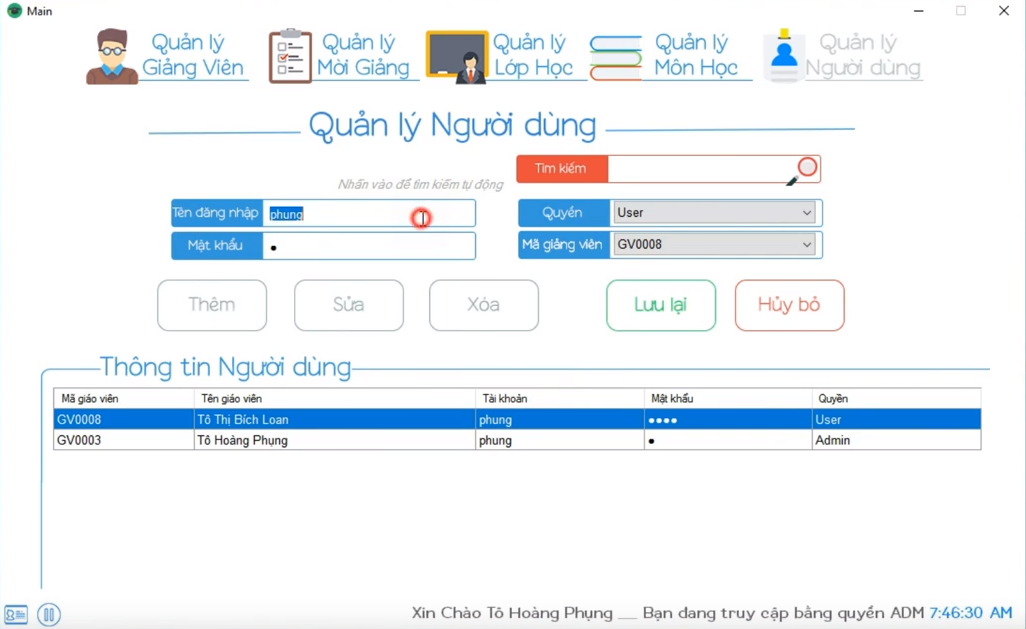 Main
Quản lý Giảng Viên
Quản lý Mời Giảng
Quản lý Lớp Học
Quản lý Môn Học
Quản lý Người dùng
Quản lý Người dùng
Nhấn vào để tìm kiếm tự động
Tìm kiếm
Tên đăng nhập phung
Quyền User
Mật khẩu ●
Mã giảng viên GV0008
Thêm Sửa Xóa Lưu lại Hủy bỏ
Thông tin Người dùng
Mã giáo viên Tên giáo viên Tài khoản Mật khẩu Quyền
GV0008 Tô Thị Bích Loan phung ●●●● User
GV0003 Tô Hoàng Phụng phung ● Admin
Xin Chào Tô Hoàng Phụng __ Bạn đang truy cập bằng quyền ADM 7:46:30 AM